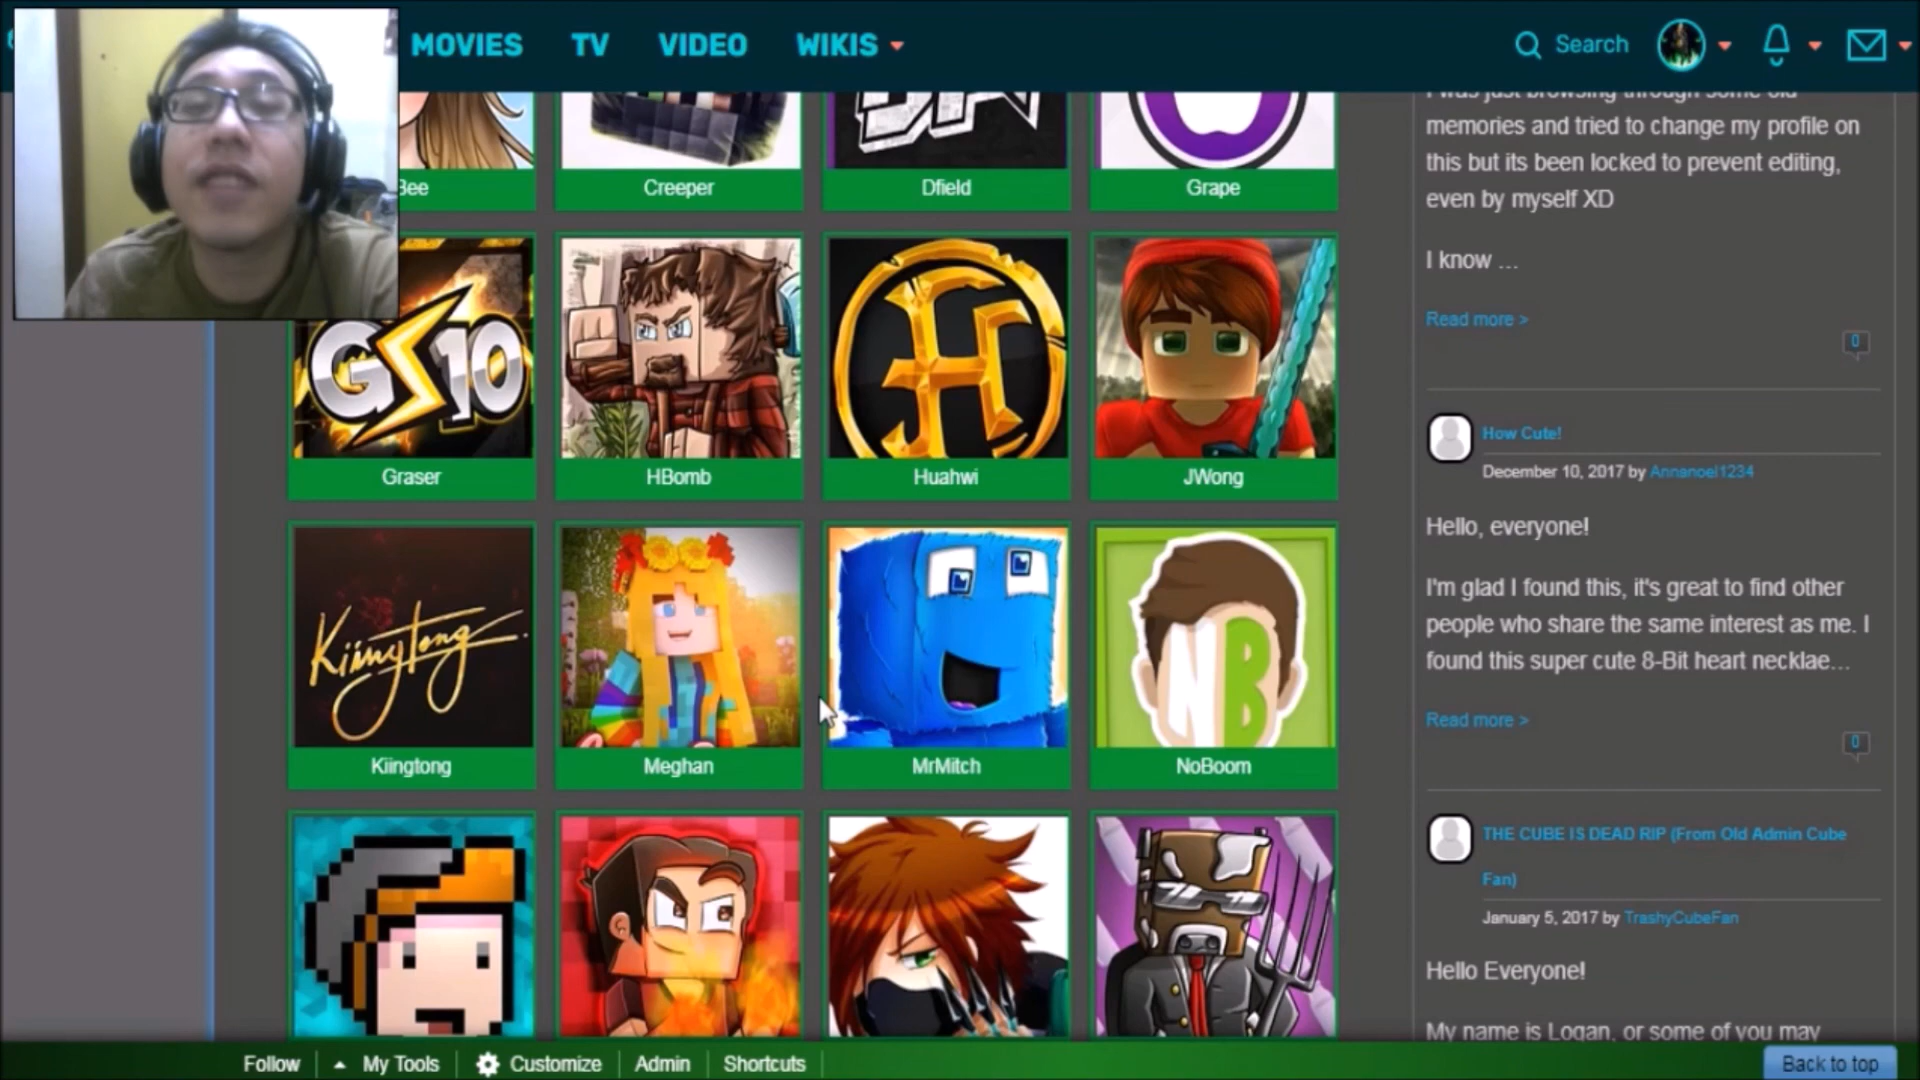 MOVIES TV VIDEO WIKIS Search
Bee Creeper Dfield Grape
GS10
H
Graser HBomb Huahwi JWong
Kiingtong
NB
Kiingtong Meghan MrMitch NoBoom
I was just browsing through some old
memories and tried to change my profile on
this but its been locked to prevent editing,
even by myself XD
I know ...
Read more >
0
How Cute!
December 10, 2017 by Annanoel1234
Hello, everyone!
I'm glad I found this, it's great to find other
people who share the same interest as me. I
found this super cute 8-Bit heart necklae...
Read more >
0
THE CUBE IS DEAD RIP (From Old Admin Cube
Fan)
January 5, 2017 by TrashyCubeFan
Hello Everyone!
My name is Logan, or some of you may
Follow My Tools Customize Admin Shortcuts Back to top